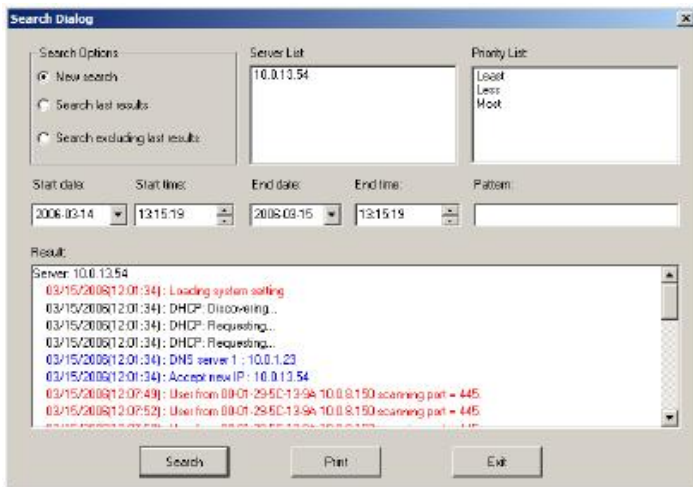 Search Dialog
Search Options
New search
Search last results
Search excluding last results
Server List
10.0.13.54
Priority List:
Least
Less
Most
Start date: Start time: End date: End time: Pattern:
2006-03-14 13:15:19 2006-03-15 13:15:19
Result:
Server: 10.0.13.54
03/15/2006(12:01:34) : Loading system setting
03/15/2006(12:01:34) : DHCP: Discovering...
03/15/2006(12:01:34) : DHCP: Requesting...
03/15/2006(12:01:34) : DHCP: Requesting...
03/15/2006(12:01:34) : DNS server 1 : 10.0.1.23
03/15/2006(12:01:34) : Accept new IP : 10.0.13.54
03/15/2006(12:07:49) : User from 00-01-29-5C-13-9A 10.0.8.150 scanning port = 445.
03/15/2006(12:07:52) : User from 00-01-29-5C-13-9A 10.0.8.150 scanning port = 445.
Search Print Exit